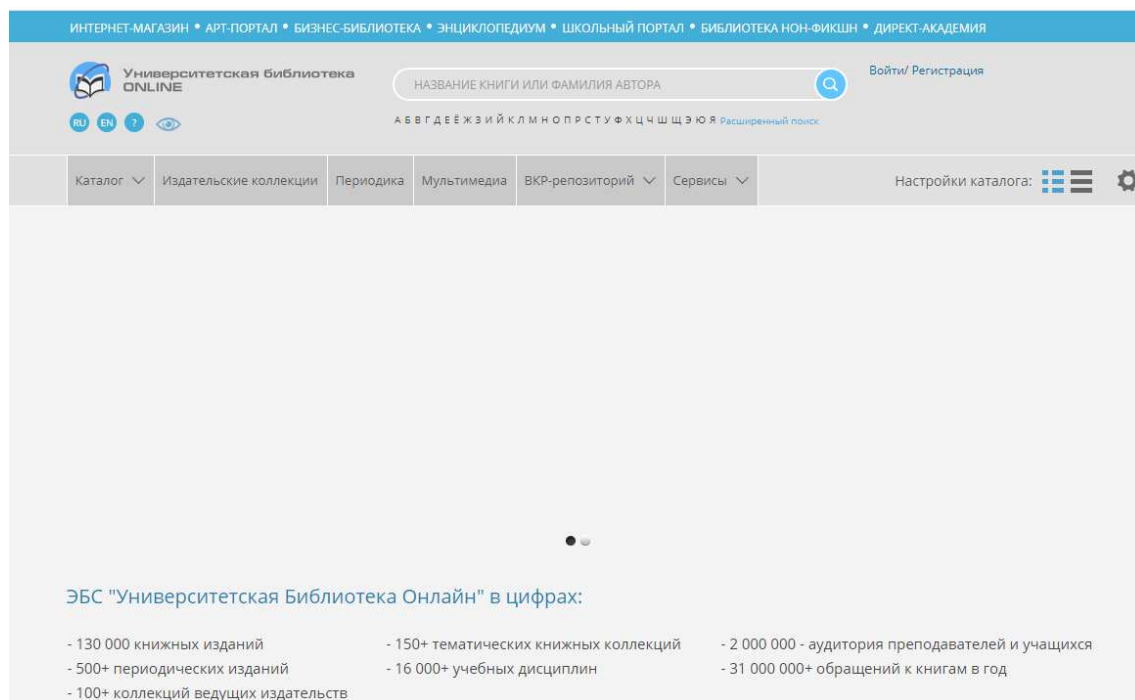 ИНТЕРНЕТ-МАГАЗИН • АРТ-ПОРТАЛ • БИЗНЕС-БИБЛИОТЕКА • ЭНЦИКЛОПЕДИУМ • ШКОЛЬНЫЙ ПОРТАЛ • БИБЛИОТЕКА НОН-ФИКШН • ДИРЕКТ-АКАДЕМИЯ
Университетская библиотека
ONLINE
НАЗВАНИЕ КНИГИ ИЛИ ФАМИЛИЯ АВТОРА
Войти/ Регистрация
RU EN ?
А Б В Г Д Е Ё Ж З И Й К Л М Н О П Р С Т У Ф Х Ц Ч Ш Щ Э Ю Я Расширенный поиск
Каталог Издательские коллекции Периодика Мультимедиа ВКР-репозиторий Сервисы Настройки каталога:
ЭБС "Университетская Библиотека Онлайн" в цифрах:
- 130 000 книжных изданий
- 500+ периодических изданий
- 100+ коллекций ведущих издательств
- 150+ тематических книжных коллекций
- 16 000+ учебных дисциплин
- 2 000 000 - аудитория преподавателей и учащихся
- 31 000 000+ обращений к книгам в год